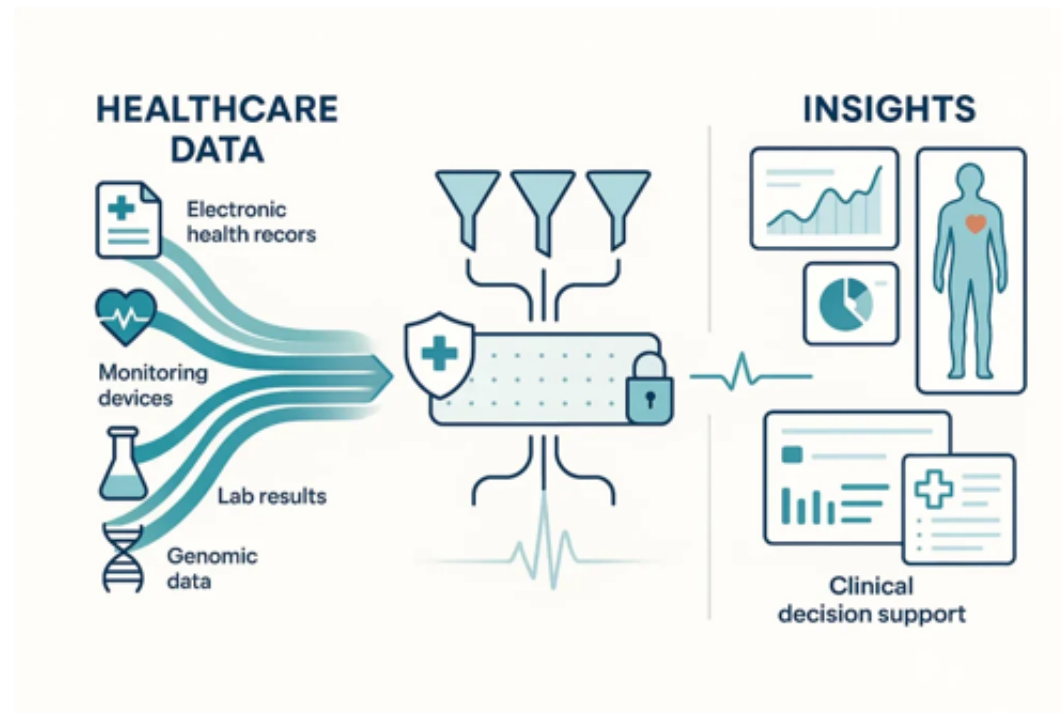 HEALTHCARE
DATA
Electronic
health recors
Monitoring
devices
Lab results
Genomic
data
INSIGHTS
Clinical
decision support